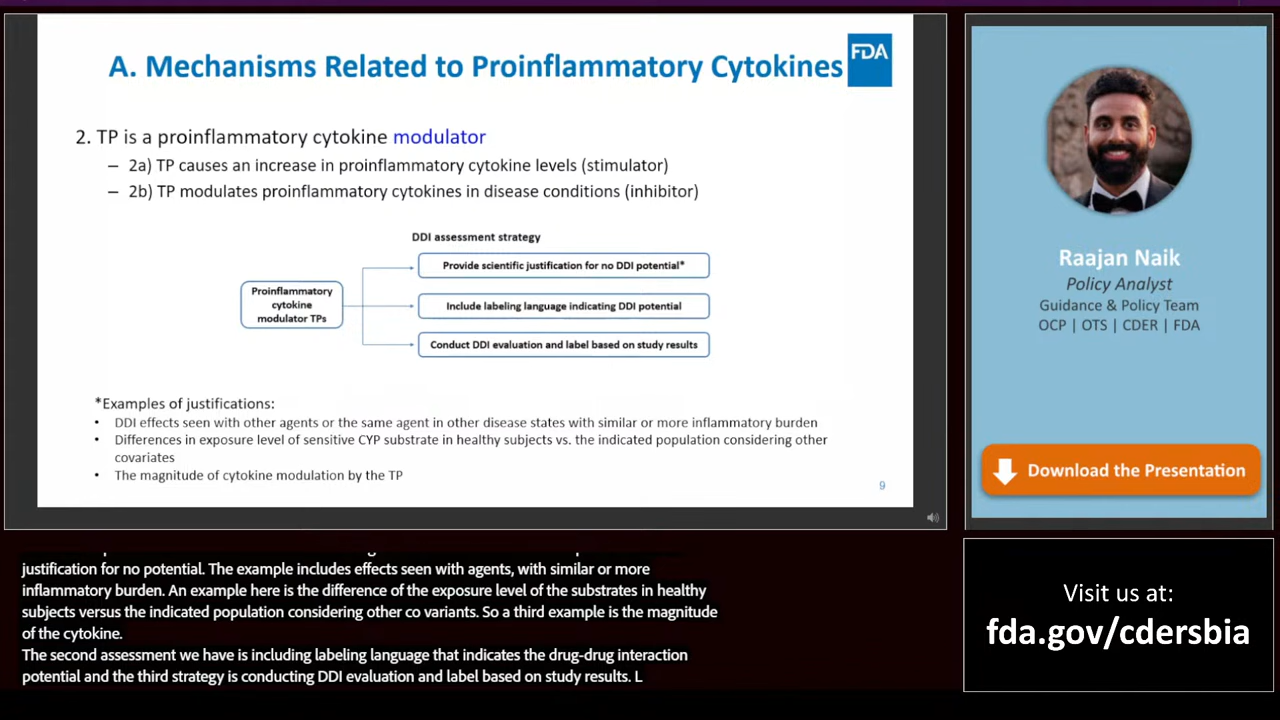 A. Mechanisms Related to Proinflammatory Cytokines
FDA
2. TP is a proinflammatory cytokine modulator
– 2a) TP causes an increase in proinflammatory cytokine levels (stimulator)
– 2b) TP modulates proinflammatory cytokines in disease conditions (inhibitor)
DDI assessment strategy
Proinflammatory
cytokine
modulator TPs
Provide scientific justification for no DDI potential*
Include labeling language indicating DDI potential
Conduct DDI evaluation and label based on study results
*Examples of justifications:
• DDI effects seen with other agents or the same agent in other disease states with similar or more inflammatory burden
• Differences in exposure level of sensitive CYP substrate in healthy subjects vs. the indicated population considering other
covariates
• The magnitude of cytokine modulation by the TP
9
Raajan Naik
Policy Analyst
Guidance & Policy Team
OCP | OTS | CDER | FDA
Download the Presentation
justification for no potential. The example includes effects seen with agents, with similar or more
inflammatory burden. An example here is the difference of the exposure level of the substrates in healthy
subjects versus the indicated population considering other co variants. So a third example is the magnitude
of the cytokine.
The second assessment we have is including labeling language that indicates the drug-drug interaction
potential and the third strategy is conducting DDI evaluation and label based on study results. L
Visit us at:
fda.gov/cdersbia